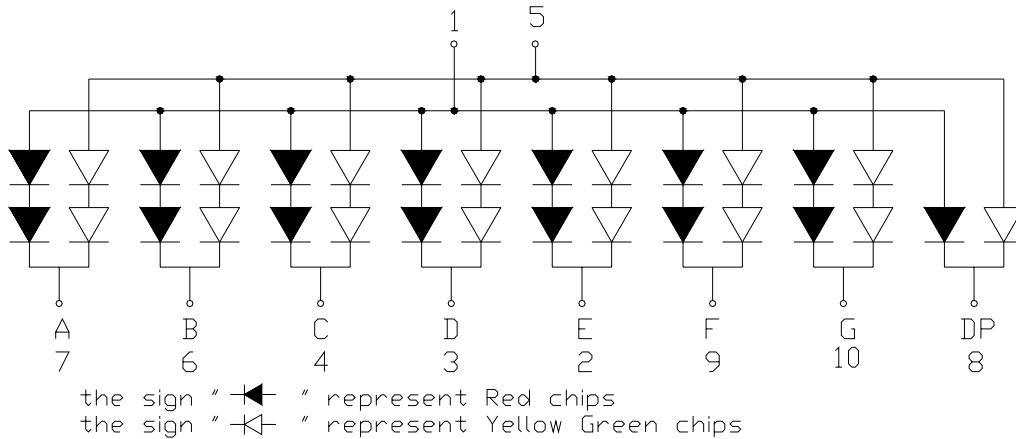 1 5
A B C D E F G DP
7 6 4 3 2 9 10 8
the sign " " represent Red chips
the sign " " represent Yellow Green chips